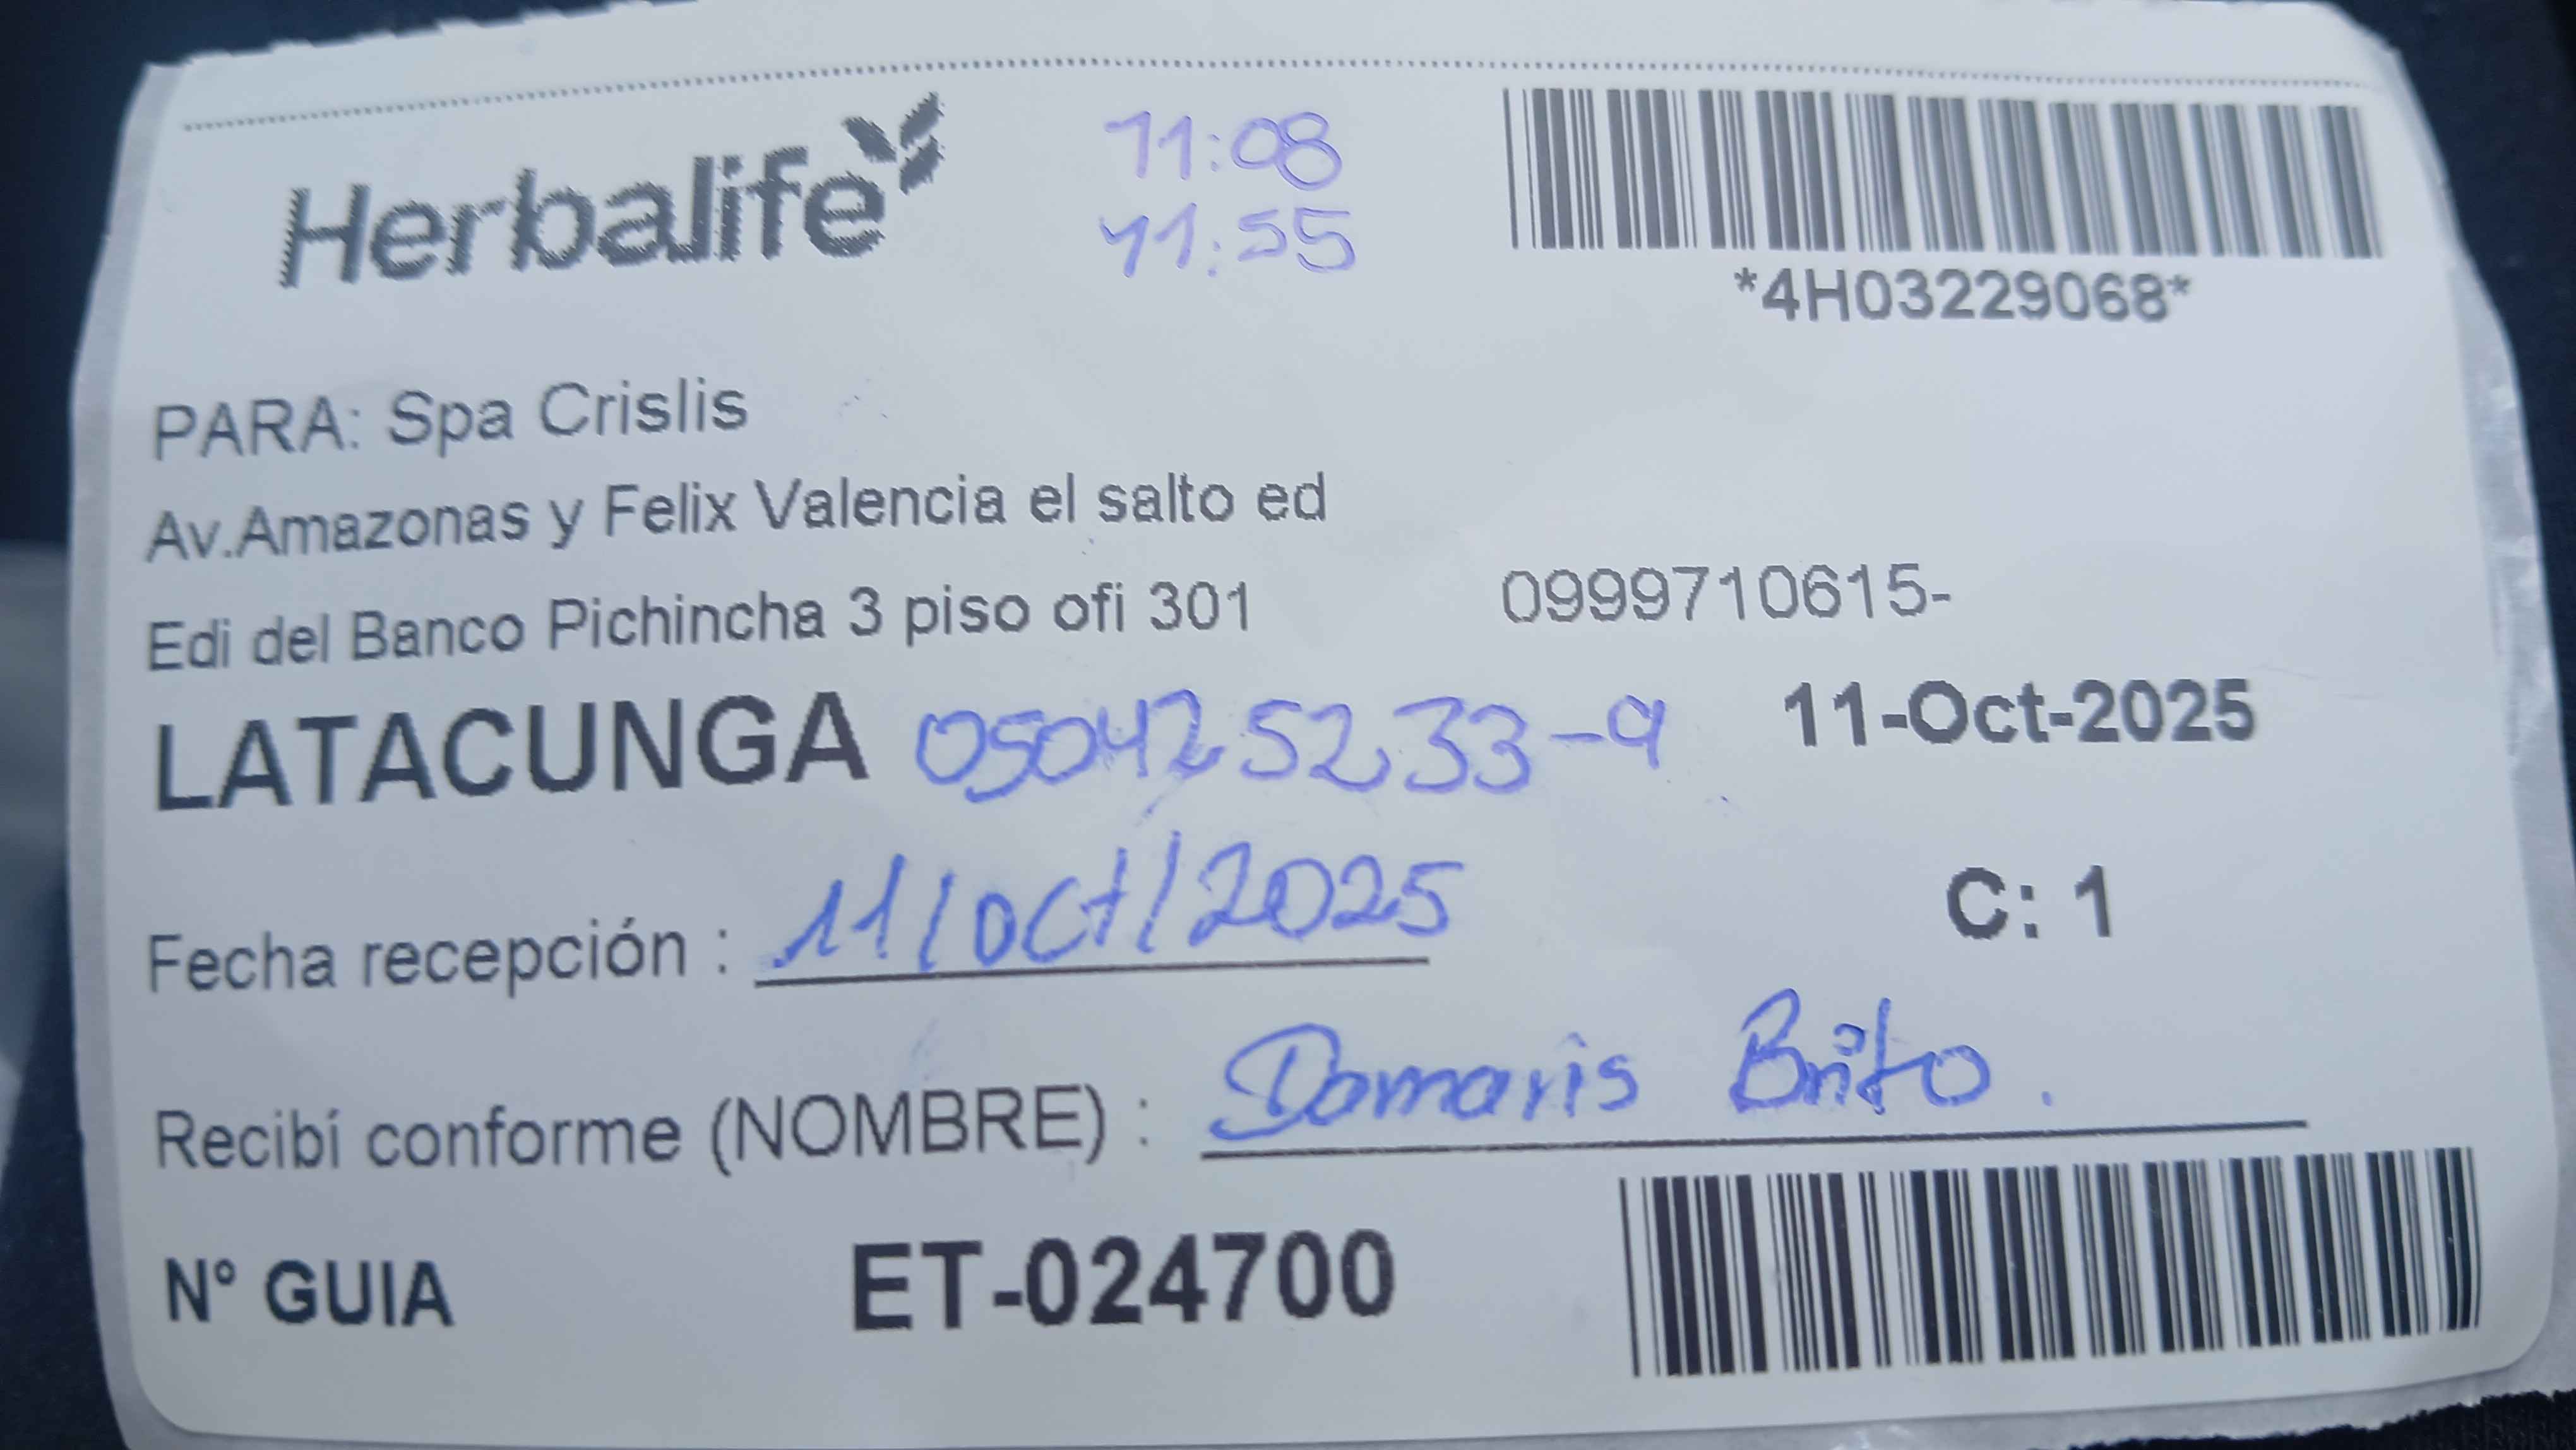 Herbalife
11:08
11:55
*4H03229068*
PARA: Spa Crislis
Av.Amazonas y Felix Valencia el salto ed
Edi del Banco Pichincha 3 piso ofi 301 0999710615-
LATACUNGA 050425233-9 11-Oct-2025
Fecha recepción : 11/oct/2025 C: 1
Recibí conforme (NOMBRE) : Damaris Brito.
N° GUIA ET-024700